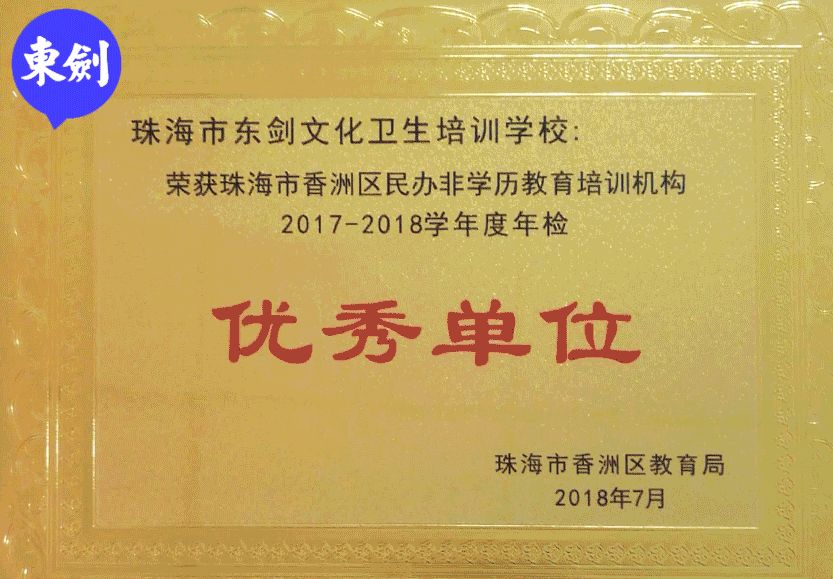 東劍
珠海市东剑文化卫生培训学校:
荣获珠海市香洲区民办非学历教育培训机构
2017-2018学年度年检
优秀单位
珠海市香洲区教育局
2018年7月